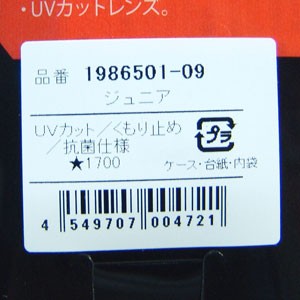 ・UVカットレンズ。
品番 1986501-09
ジュニア
UVカット／くもり止め
／抗菌仕様
★1700
プラ
ケース・台紙・内袋
4 549707 004721